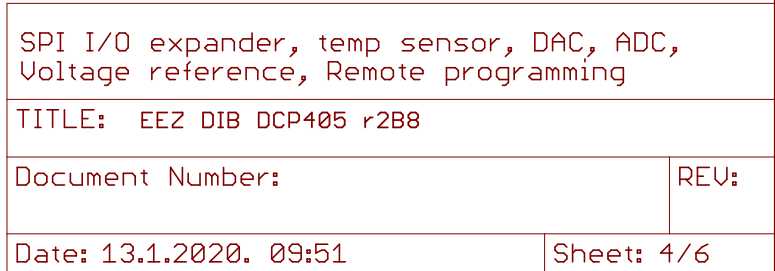 SPI I/O expander, temp sensor, DAC, ADC,
Voltage reference, Remote programming
TITLE: EEZ DIB DCP405 r2B8
Document Number:
REV:
Date: 13.1.2020. 09:51
Sheet: 4/6